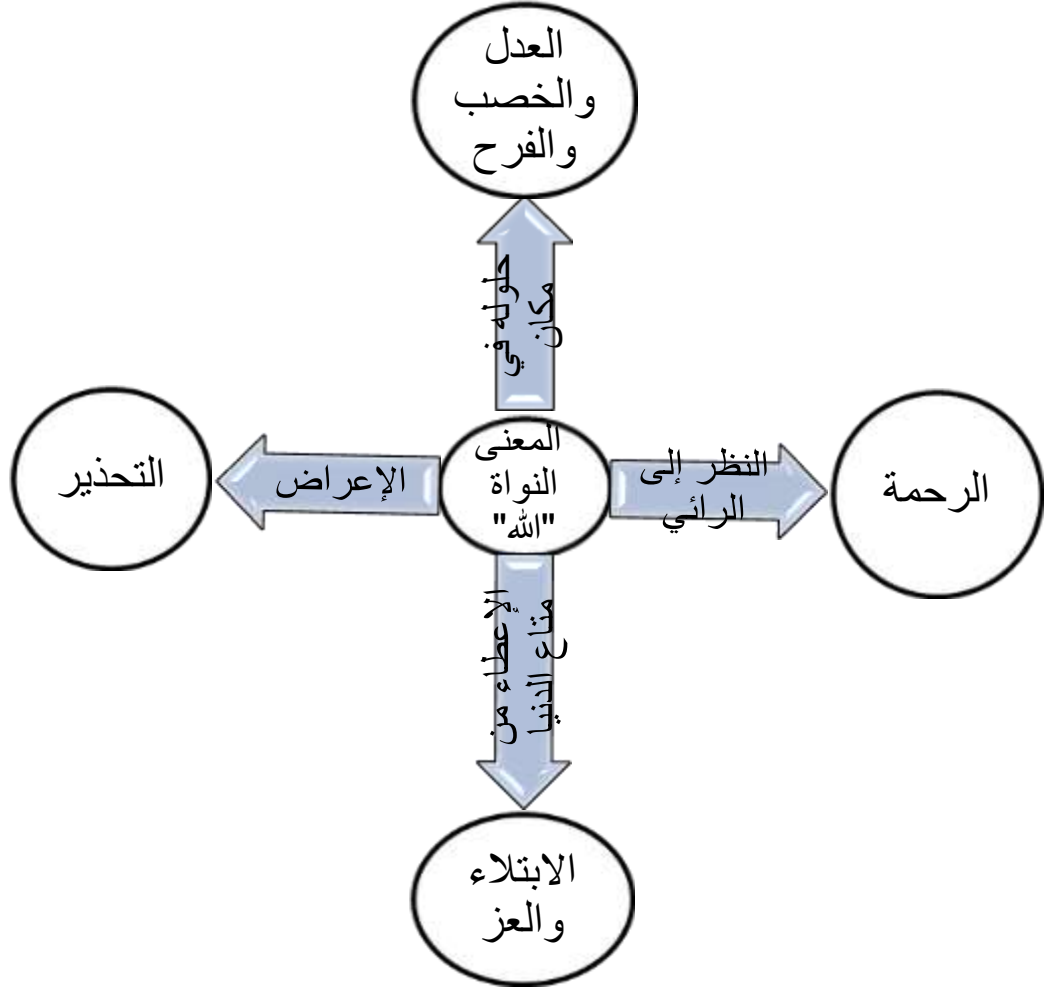 العدل
والخصب
والفرح
حلوله في
مكان
المعنى
النواة
"الله"
النظر إلى
الرائي
الرحمة
الإعراض
التحذير
الإعطاء من
متاع الدنيا
الابتلاء
والعز